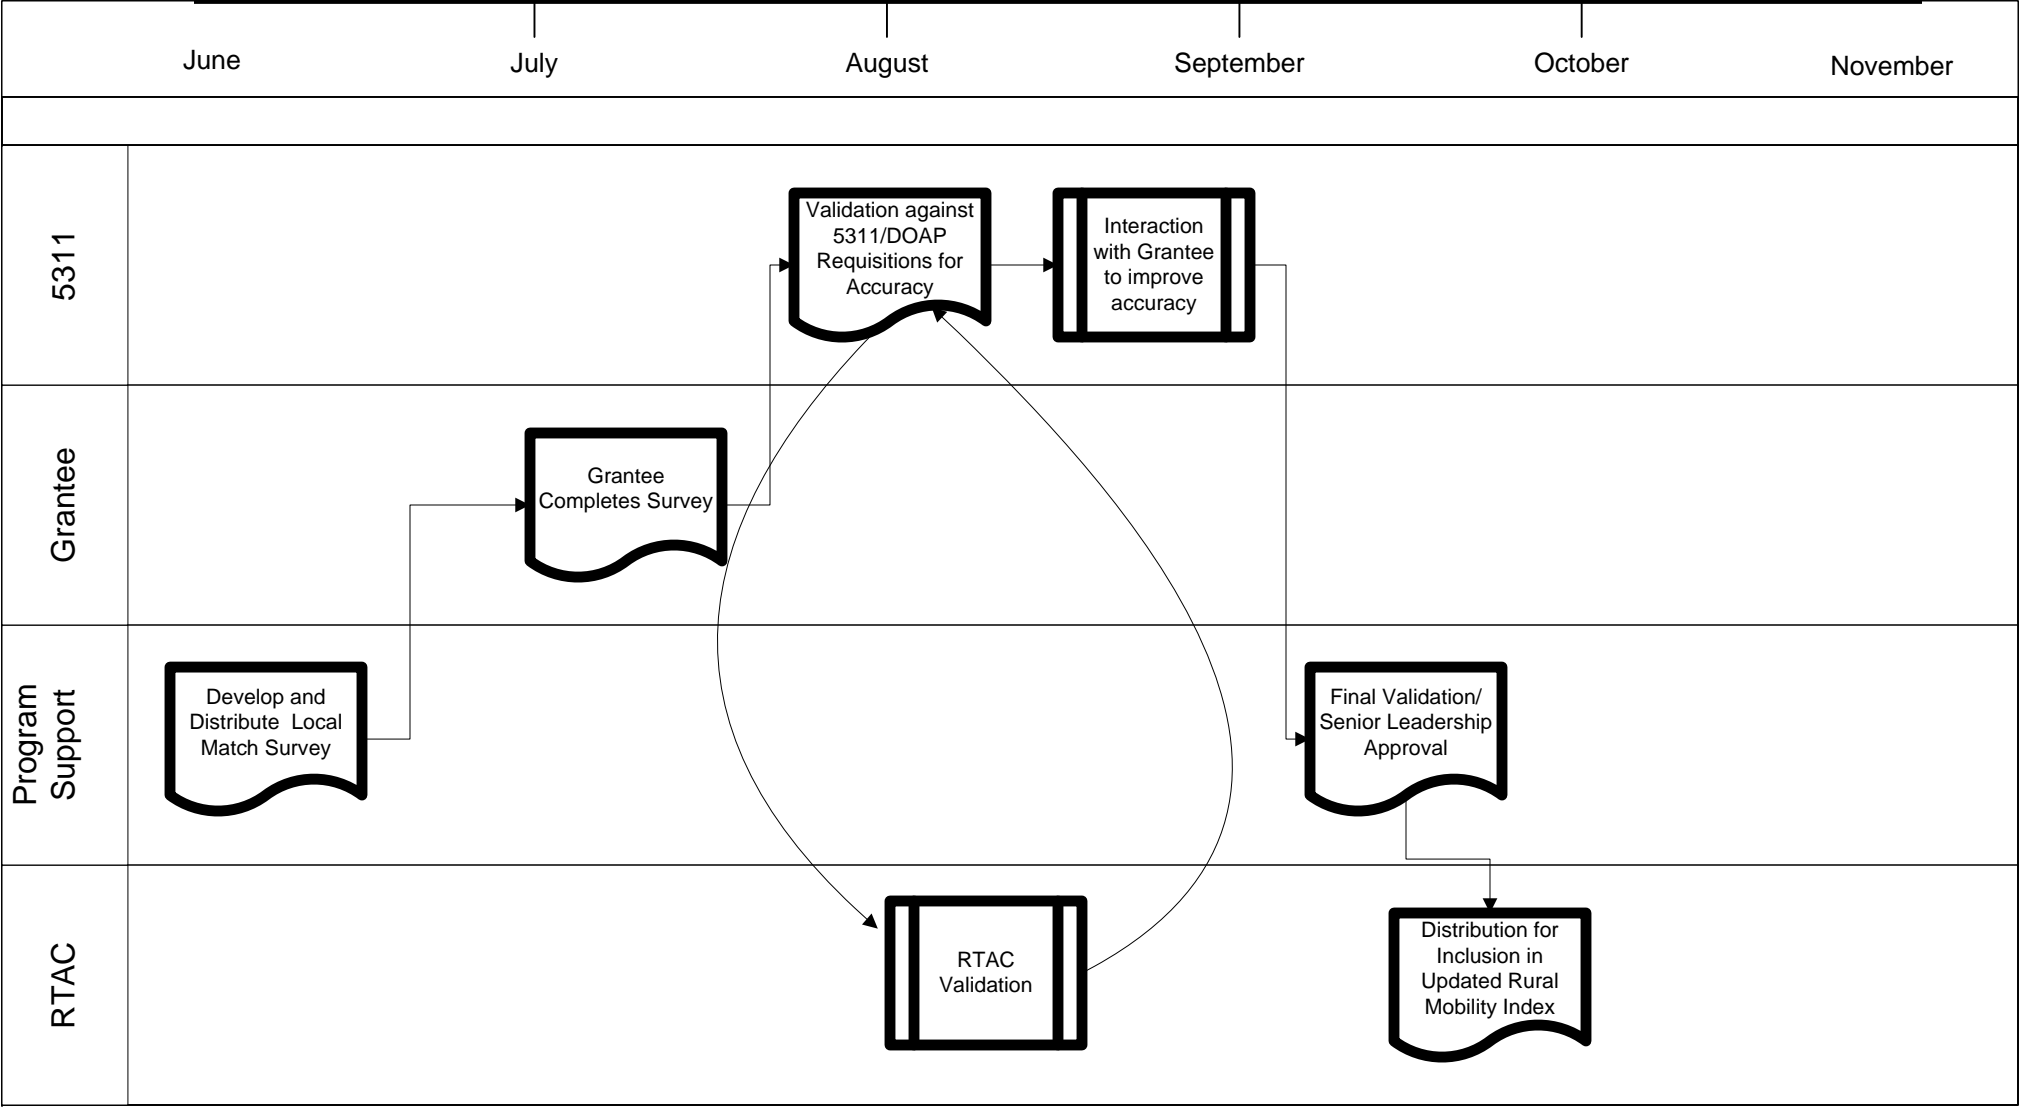 June
July
August
September
October
November
5311
Validation against
5311/DOAP
Requisitions for
Accuracy
Interaction
with Grantee
to improve
accuracy
Grantee
Grantee
Completes Survey
Program
Support
Develop and
Distribute  Local
Match Survey
Final Validation/
Senior Leadership
Approval
RTAC
RTAC
Validation
Distribution for
Inclusion in
Updated Rural
Mobility Index